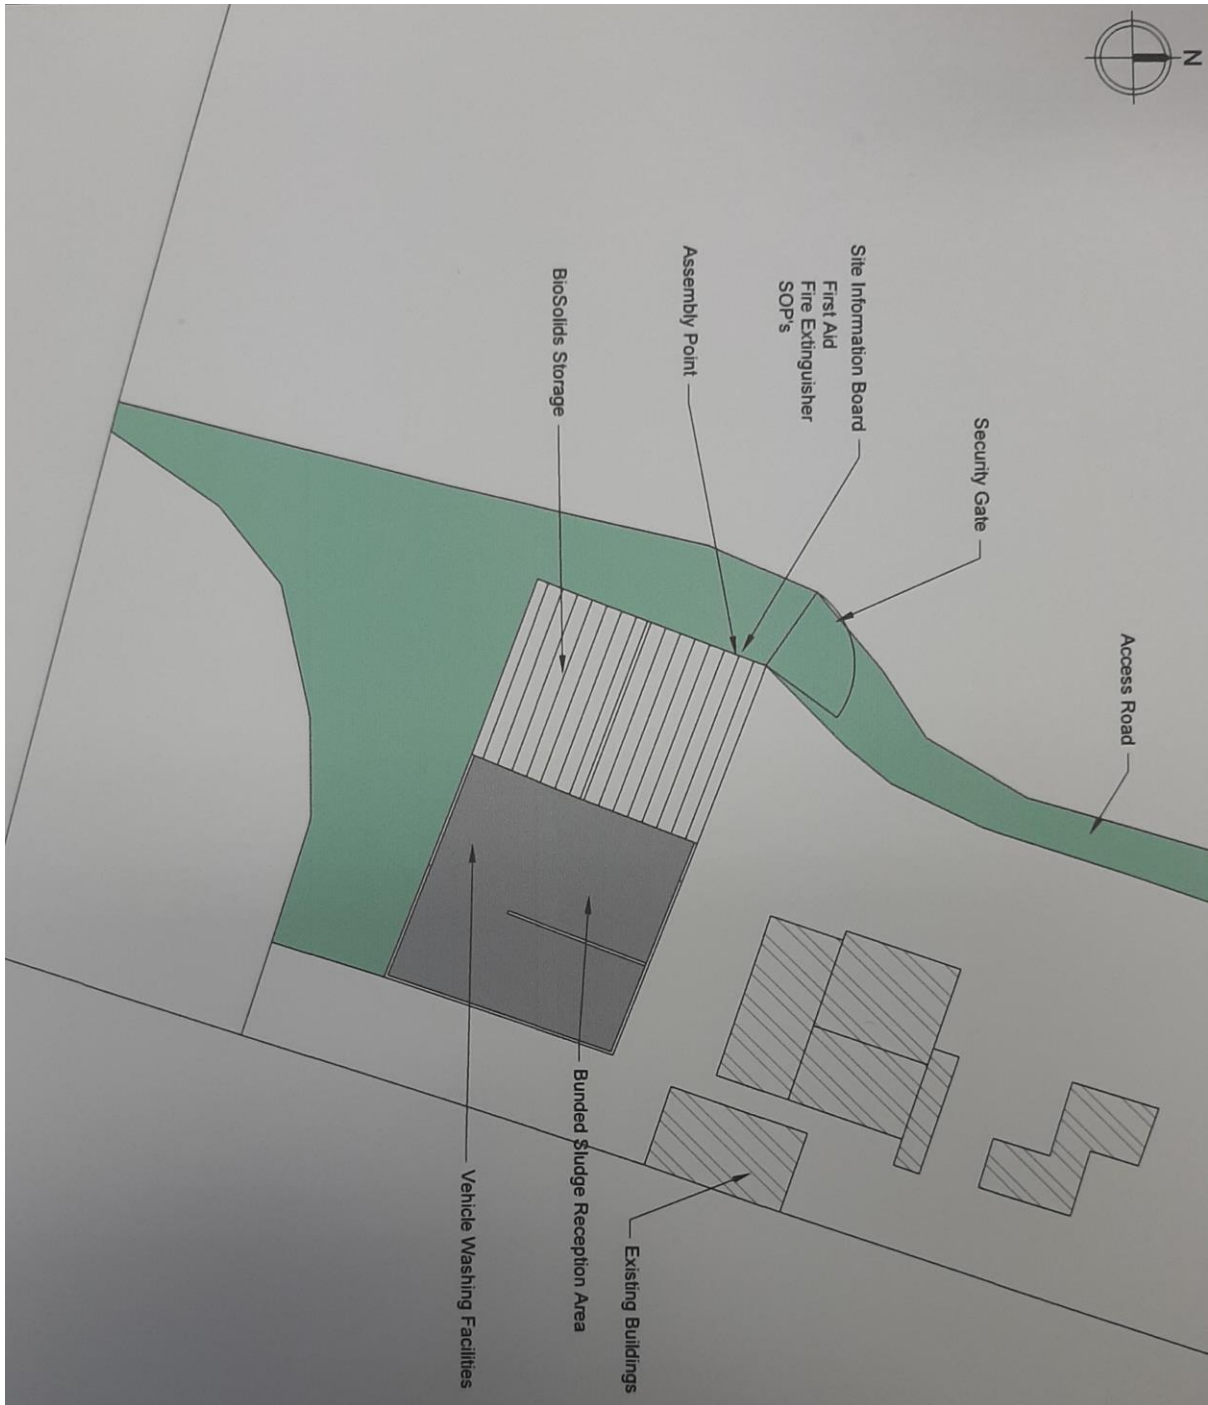 N
Access Road
Security Gate
Site Information Board
First Aid
Fire Extinguisher
SOP's
Assembly Point
BioSolids Storage
Existing Buildings
Bunded Sludge Reception Area
Vehicle Washing Facilities